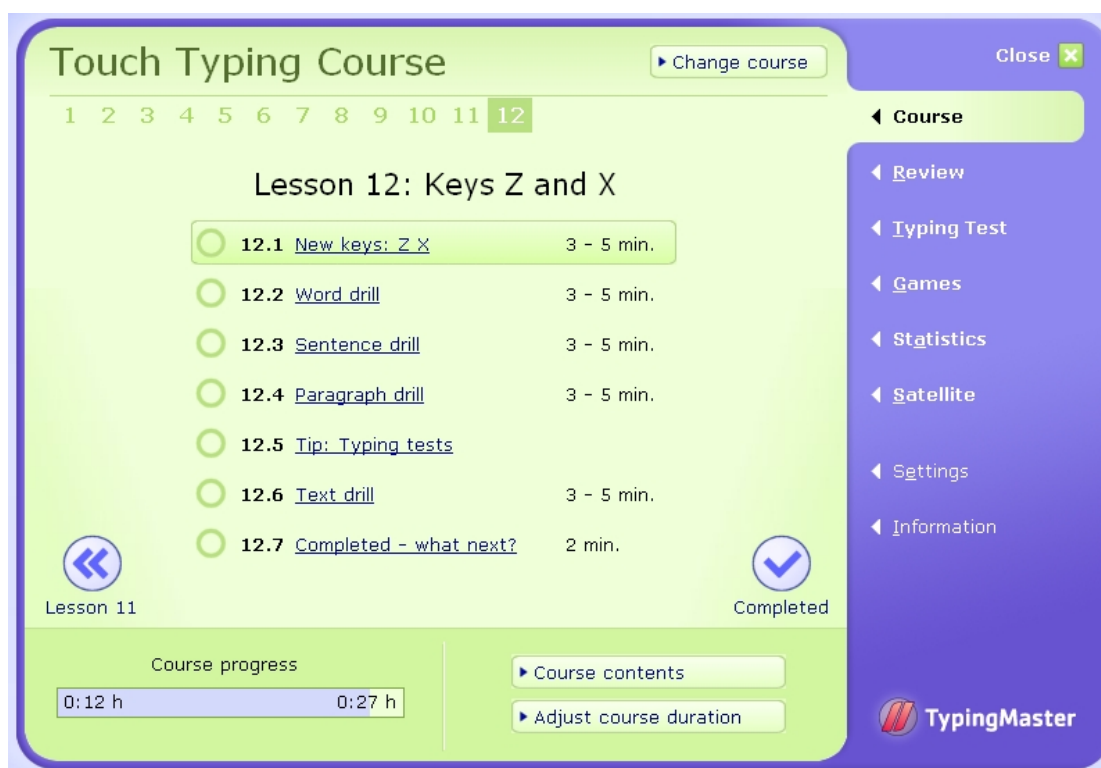 Touch Typing Course
Change course
Close
1 2 3 4 5 6 7 8 9 10 11 12
Course
Lesson 12: Keys Z and X
Review
12.1 New keys: Z X 3 - 5 min.
Typing Test
12.2 Word drill 3 - 5 min.
Games
12.3 Sentence drill 3 - 5 min.
Statistics
12.4 Paragraph drill 3 - 5 min.
Satellite
12.5 Tip: Typing tests
Settings
12.6 Text drill 3 - 5 min.
Information
12.7 Completed - what next? 2 min.
Lesson 11
Completed
Course progress
Course contents
0:12 h 0:27 h
Adjust course duration
TypingMaster